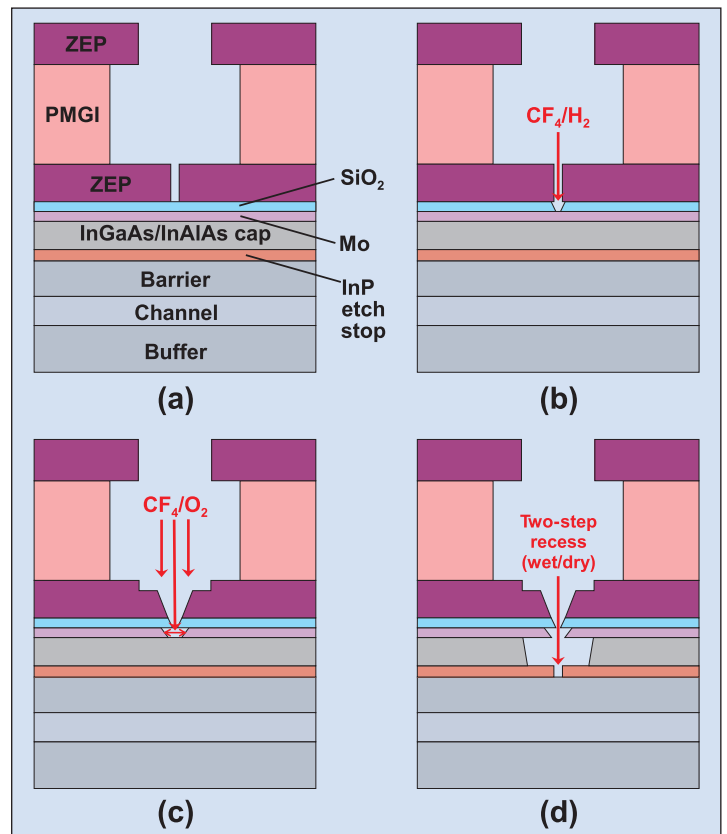 ZEP
PMGI
ZEP
SiO₂
InGaAs/InAlAs cap
Mo
Barrier
InP
etch
stop
Channel
Buffer
(a)
CF₄/H₂
(b)
CF₄/O₂
(c)
Two-step
recess
(wet/dry)
(d)